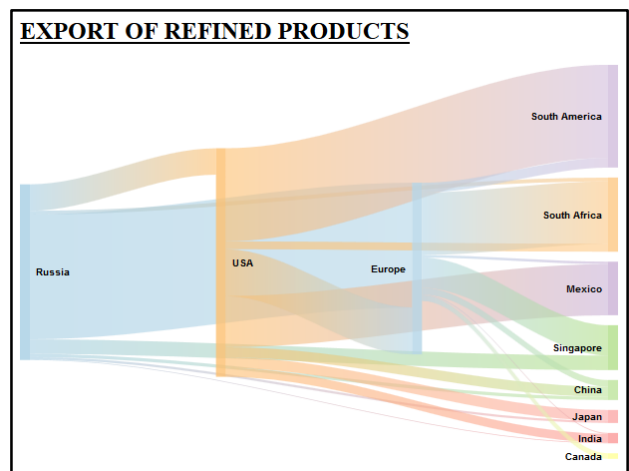 EXPORT OF REFINED PRODUCTS
South America
South Africa
USA
Europe
Russia
Mexico
Singapore
China
Japan
India
Canada